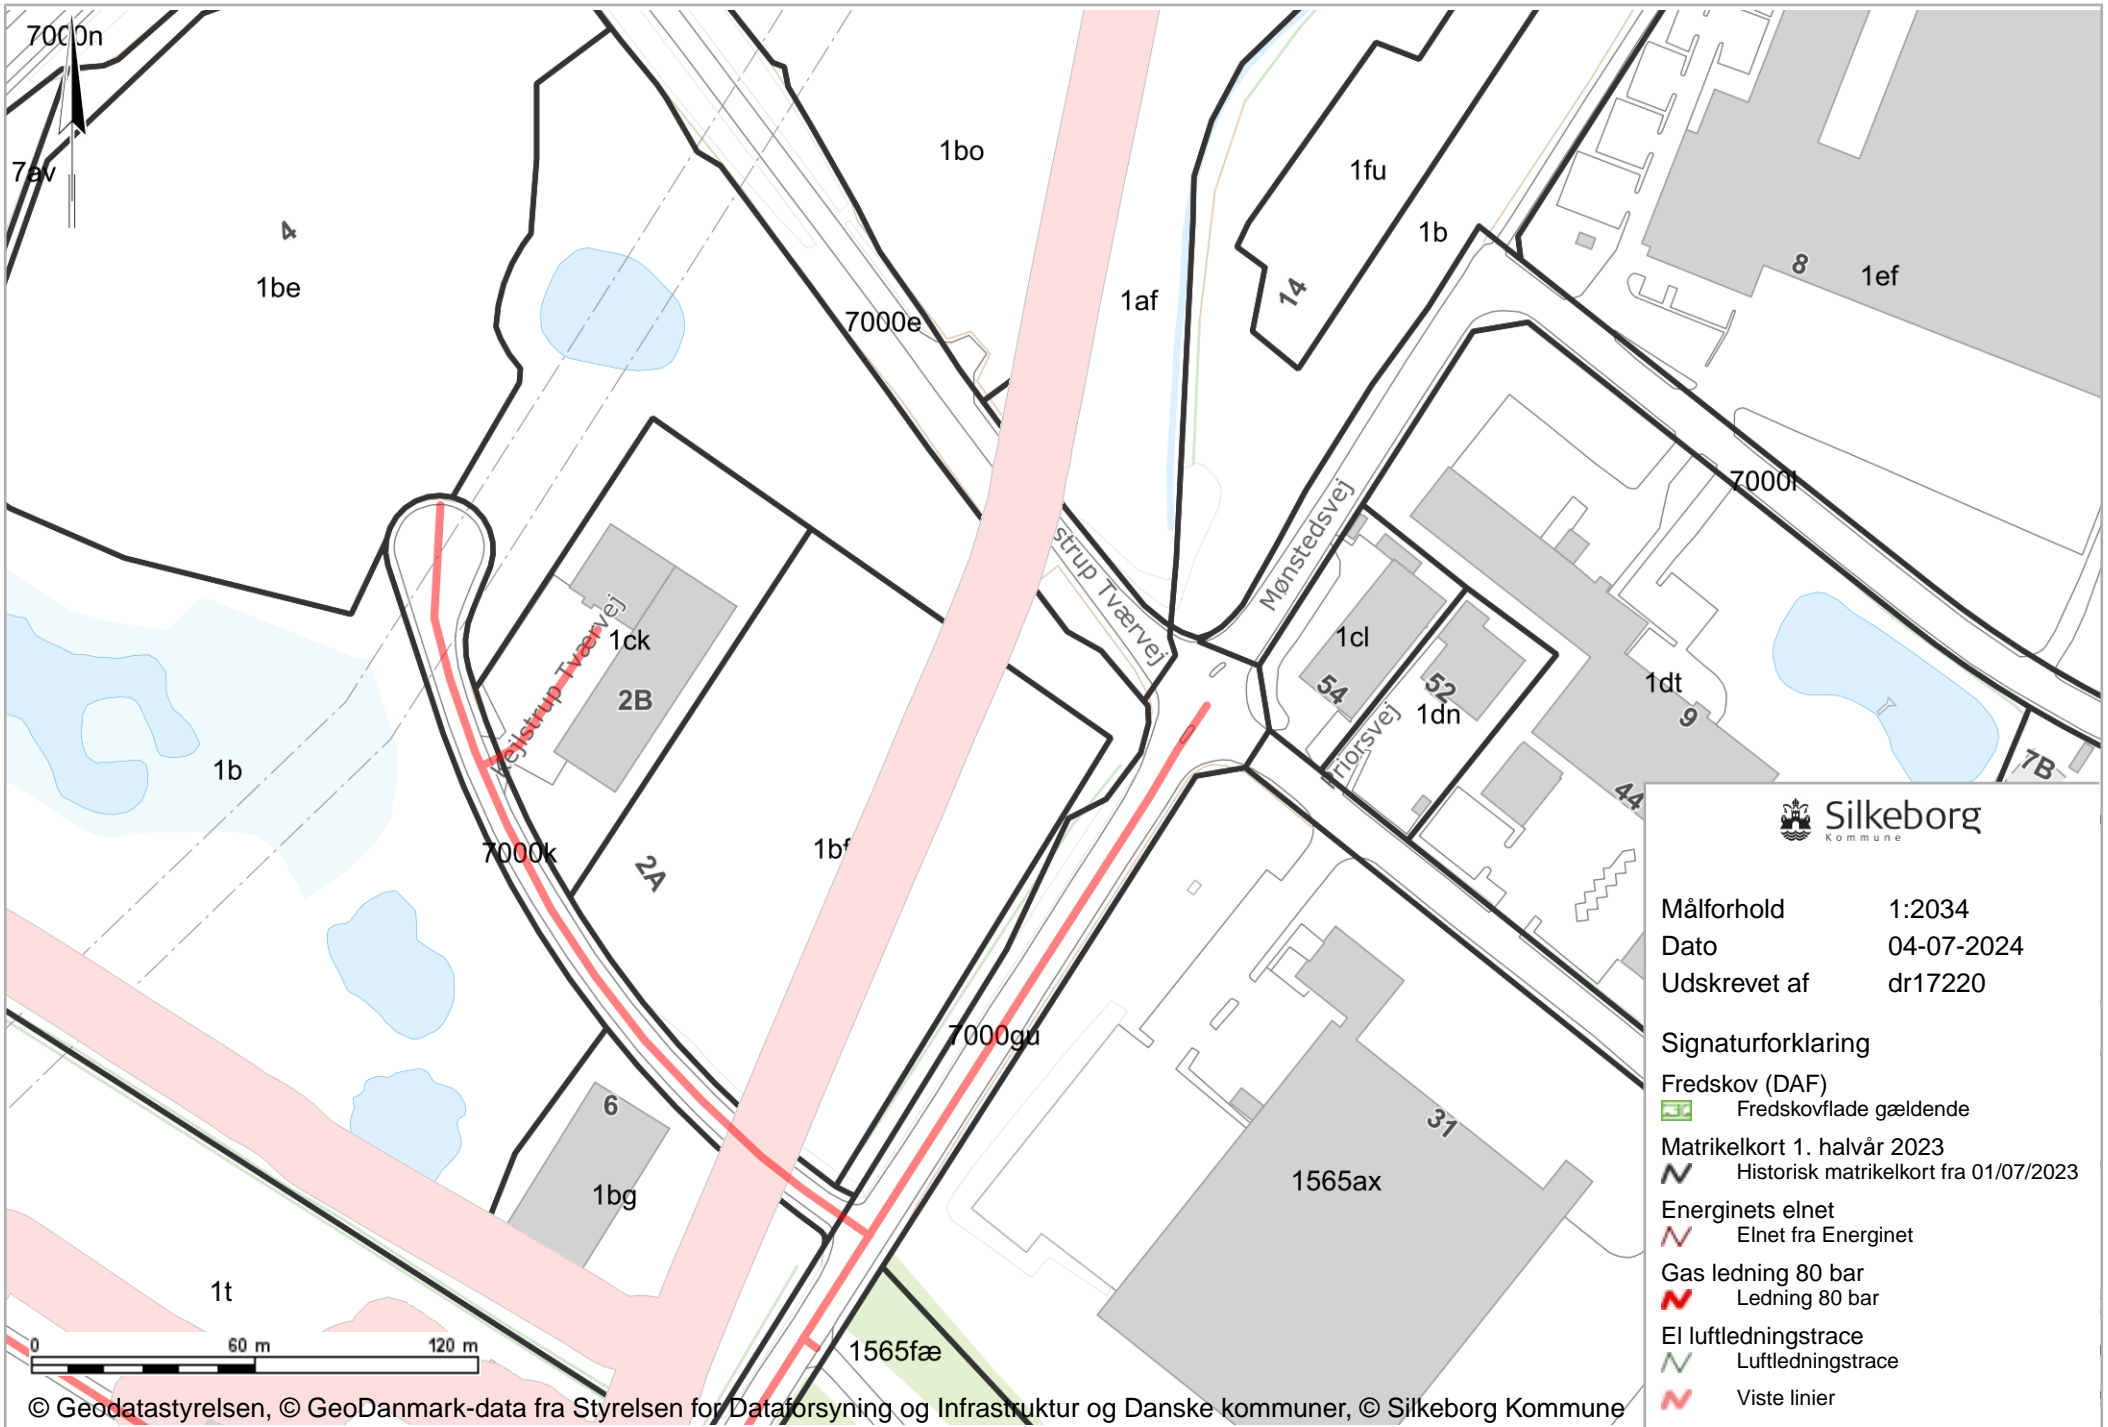 7000n
7av
4
1be
1bo
1fu
1b
14
1af
8
1ef
7000e
7000l
Mønstedsvej
strup Tværvej
Kejlstrup Tværvej
1ck
2B
1cl
54
52
1dn
Priorsvej
1dt
9
44
7B
1b
7000k
2A
1bf
7000gu
6
1bg
31
1565ax
1t
1565fæ
0 60 m 120 m
© Geodatastyrelsen, © GeoDanmark-data fra Styrelsen for Dataforsyning og Infrastruktur og Danske kommuner, © Silkeborg Kommune
Silkeborg
Kommune
Målforhold 1:2034
Dato 04-07-2024
Udskrevet af dr17220
Signaturforklaring
Fredskov (DAF)
Fredskovflade gældende
Matrikelkort 1. halvår 2023
Historisk matrikelkort fra 01/07/2023
Energinets elnet
Elnet fra Energinet
Gas ledning 80 bar
Ledning 80 bar
El luftledningstrace
Luftledningstrace
Viste linier